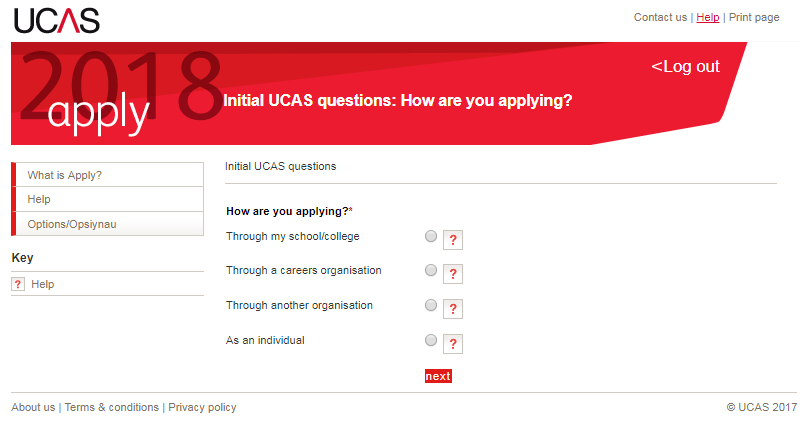 UCAS
Contact us | Help | Print page
2018
apply
Initial UCAS questions: How are you applying?
<Log out
What is Apply?
Help
Options/Opsiynau
Key
? Help
Initial UCAS questions
How are you applying?*
Through my school/college ?
Through a careers organisation ?
Through another organisation ?
As an individual ?
next
About us | Terms & conditions | Privacy policy
© UCAS 2017